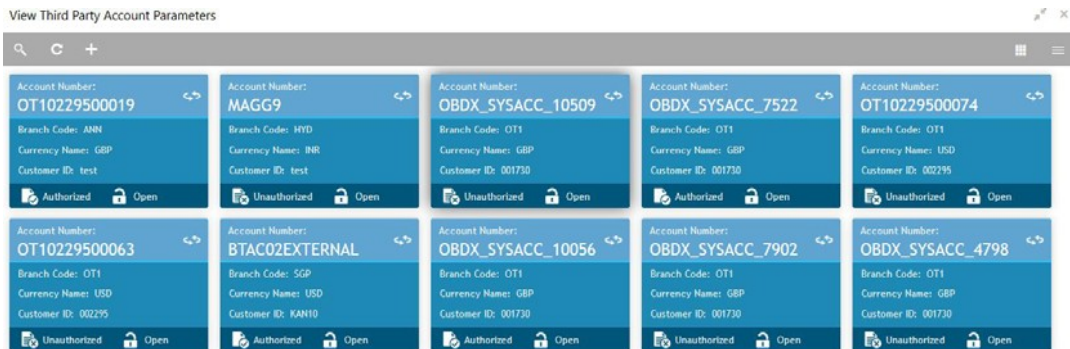 View Third Party Account Parameters
Account Number:
OT10229500019
Branch Code: ANN
Currency Name: GBP
Customer ID: test
Authorized Open
Account Number:
MAGG9
Branch Code: HYD
Currency Name: INR
Customer ID: test
Unauthorized Open
Account Number:
OBDX_SYSACC_10509
Branch Code: OT1
Currency Name: GBP
Customer ID: 001730
Unauthorized Open
Account Number:
OBDX_SYSACC_7522
Branch Code: OT1
Currency Name: GBP
Customer ID: 001730
Authorized Open
Account Number:
OT10229500074
Branch Code: OT1
Currency Name: USD
Customer ID: 002295
Unauthorized Open
Account Number:
OT10229500063
Branch Code: OT1
Currency Name: USD
Customer ID: 002295
Unauthorized Open
Account Number:
BTAC02EXTERNAL
Branch Code: SGP
Currency Name: USD
Customer ID: KAN10
Authorized Open
Account Number:
OBDX_SYSACC_10056
Branch Code: OT1
Currency Name: GBP
Customer ID: 001730
Authorized Open
Account Number:
OBDX_SYSACC_7902
Branch Code: OT1
Currency Name: GBP
Customer ID: 001730
Unauthorized Open
Account Number:
OBDX_SYSACC_4798
Branch Code: OT1
Currency Name: GBP
Customer ID: 001730
Unauthorized Open